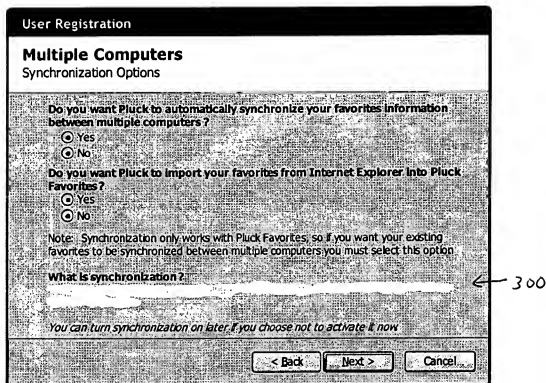 User Registration
Multiple Computers
Synchronization Options
Do you want Pluck to automatically synchronize your favorites information
between multiple computers?
Yes
No
Do you want Pluck to import your favorites from Internet Explorer into Pluck
Favorites?
Yes
No
Note: Synchronization only works with Pluck Favorites, so if you want your existing
favorites to be synchronized between multiple computers you must select this option
What is synchronization?
300
You can turn synchronization on later if you choose not to activate it now
< Back Next > Cancel